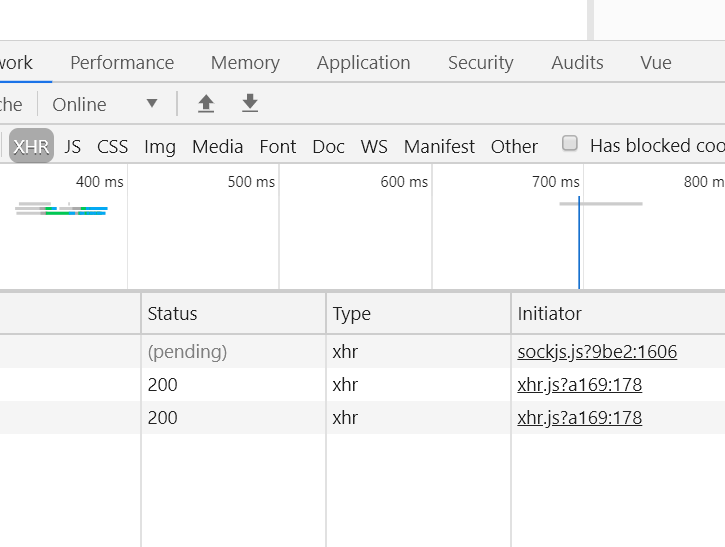 work Performance Memory Application Security Audits Vue
che Online
XHR JS CSS Img Media Font Doc WS Manifest Other Has blocked coo
400 ms 500 ms 600 ms 700 ms 800 m
Status Type Initiator
(pending) xhr sockjs.js?9be2:1606
200 xhr xhr.js?a169:178
200 xhr xhr.js?a169:178